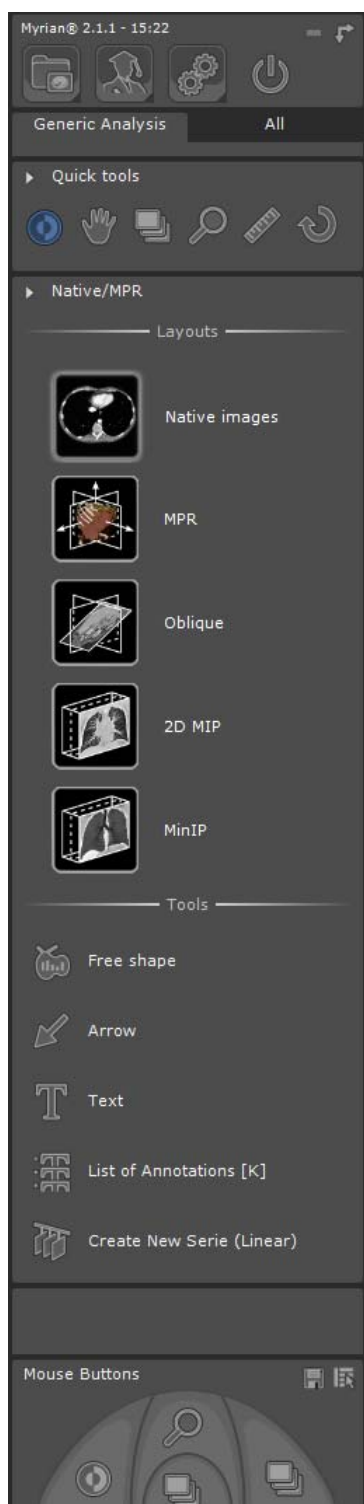 Myrian® 2.1.1 - 15:22
Generic Analysis All
Quick tools
Native/MPR
Layouts
Native images
MPR
Oblique
2D MIP
MinIP
Tools
Free shape
Arrow
Text
List of Annotations [K]
Create New Serie (Linear)
Mouse Buttons